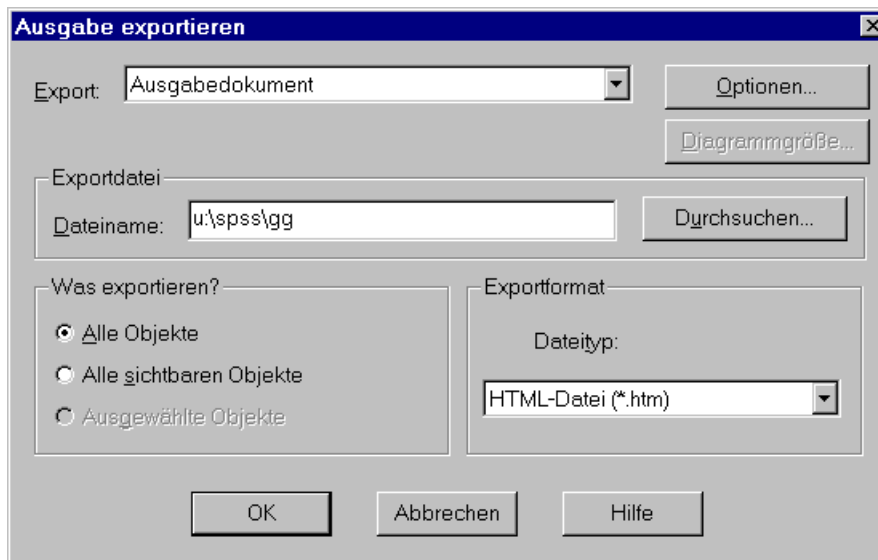 Ausgabe exportieren
Export:
Ausgabedokument
Optionen...
Diagrammgröße...
Exportdatei
Dateiname:
u:\spss\gg
Durchsuchen...
Was exportieren?
Alle Objekte
Alle sichtbaren Objekte
Ausgewählte Objekte
Exportformat
Dateityp:
HTML-Datei (*.htm)
OK
Abbrechen
Hilfe